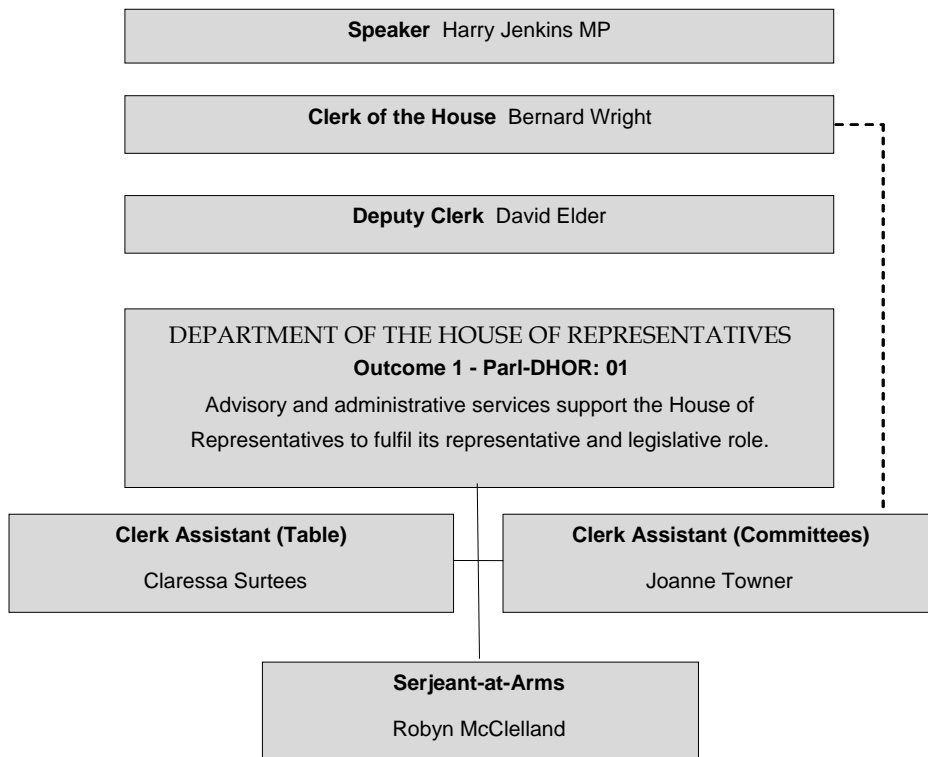 Speaker Harry Jenkins MP
Clerk of the House Bernard Wright
Deputy Clerk David Elder
DEPARTMENT OF THE HOUSE OF REPRESENTATIVES
Outcome 1 - Parl-DHOR: 01
Advisory and administrative services support the House of
Representatives to fulfil its representative and legislative role.
Clerk Assistant (Table)
Claressa Surtees
Clerk Assistant (Committees)
Joanne Towner
Serjeant-at-Arms
Robyn McClelland